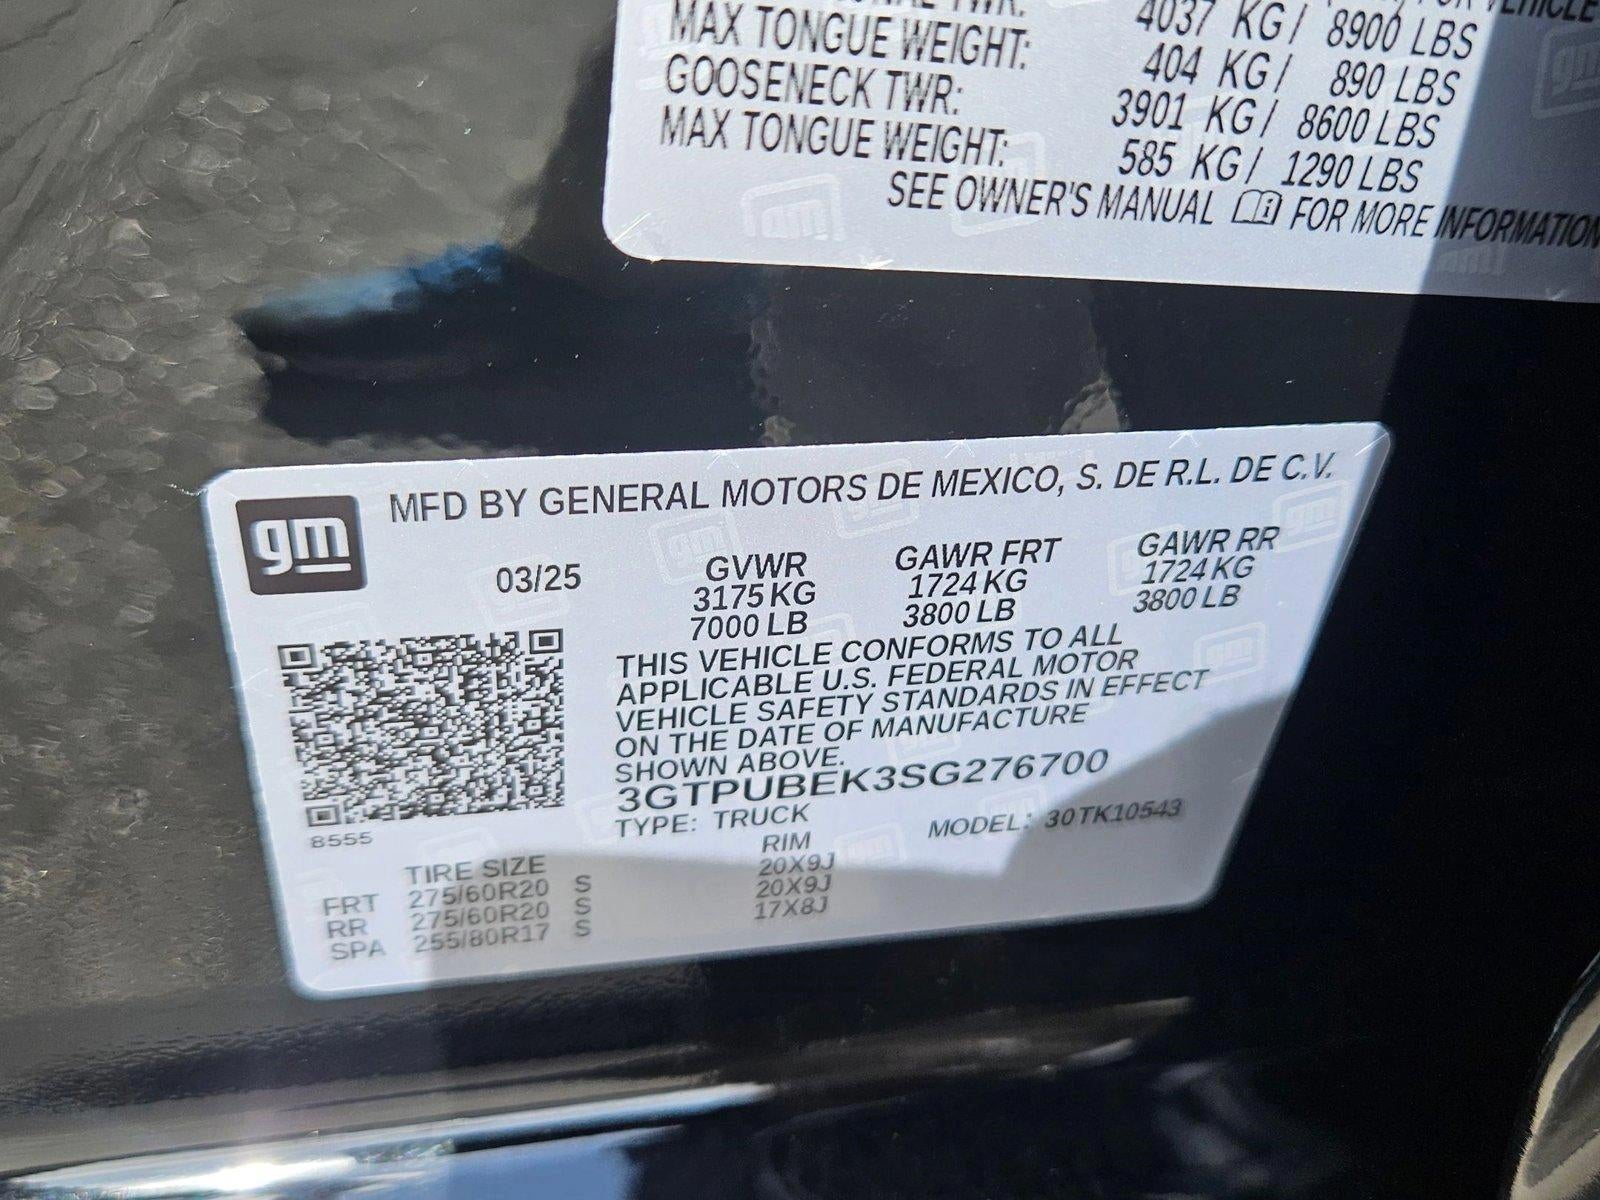 TWR: 4037 KG / 8900 LBS
MAX TONGUE WEIGHT: 404 KG / 890 LBS
GOOSENECK TWR: 3901 KG / 8600 LBS
MAX TONGUE WEIGHT: 585 KG / 1290 LBS
SEE OWNER'S MANUAL FOR MORE INFORMATION
gm MFD BY GENERAL MOTORS DE MEXICO, S. DE R.L. DE C.V.
03/25 GVWR GAWR FRT GAWR RR
3175 KG 1724 KG 1724 KG
7000 LB 3800 LB 3800 LB
THIS VEHICLE CONFORMS TO ALL
APPLICABLE U.S. FEDERAL MOTOR
VEHICLE SAFETY STANDARDS IN EFFECT
ON THE DATE OF MANUFACTURE
SHOWN ABOVE.
3GTPUBEK3SG276700
8555 TYPE: TRUCK MODEL: 30TK10543
TIRE SIZE RIM
FRT 275/60R20 S 20X9J
RR 275/60R20 S 20X9J
SPA 255/80R17 S 17X8J